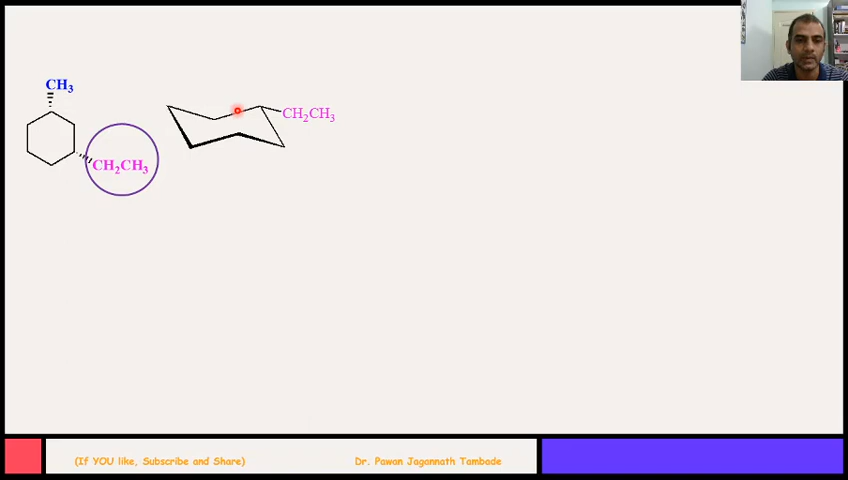 CH3
CH2CH3
CH2CH3
(If YOU like, Subscribe and Share)
Dr. Pawan Jagannath Tambade